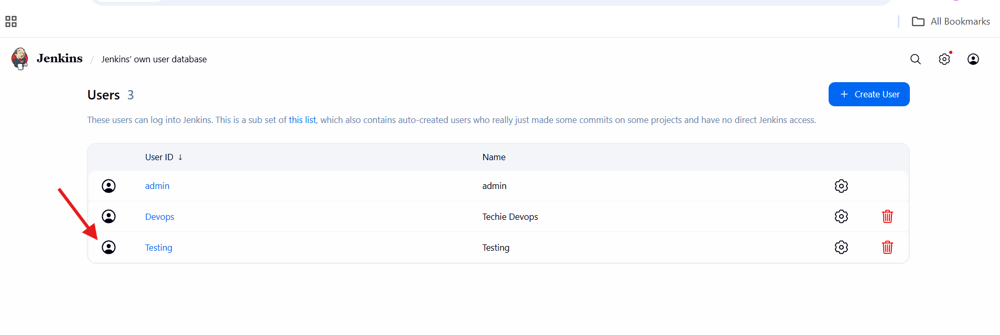 All Bookmarks
Jenkins / Jenkins’ own user database
Users 3
+ Create User
These users can log into Jenkins. This is a sub set of this list, which also contains auto-created users who really just made some commits on some projects and have no direct Jenkins access.
User ID ↓ Name
admin admin
Devops Techie Devops
Testing Testing